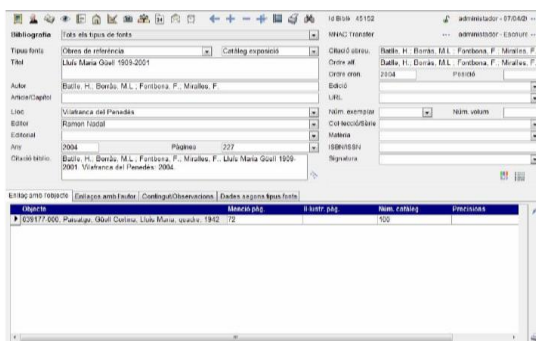 Id Biblio 45152 administador - 07/04/20
Bibliografia Tots els tipus de fonts MNAC Transfer administador - Escriure
Tipus fonts Obres de referència Catàleg exposició Citació abreu. Batlle, H.; Borràs, M.L.; Fontbona, F.; Miralles, F.
Títol Lluís Maria Güell 1909-2001 Ordre alf. Batlle, H.; Borràs, M.L.; Fontbona, F.; Miralles, F.
Ordre cron. 2004 Posició
Autor Batlle, H.; Borràs, M.L.; Fontbona, F.; Miralles, F. Edició
Article/Capítol URL
Lloc Vilafranca del Penedès Núm. exemplar Núm. volum
Editor Ramon Nadal Col·lecció/Sèrie
Editorial Matèria
Any 2004 Pàgines 227 ISBN/ISSN
Citació biblio. Batlle, H.; Borràs, M.L.; Fontbona, F.; Miralles, F.. Lluís Maria Güell 1909-2001. Vilafranca del Penedès: 2004. Signatura
Enllaç amb l'objecte Enllaços amb l'autor Contingut/Observacions Dades segons tipus fonts
Objecte Menció pàg. Il·lustr. pàg. Núm. catàleg Precisions
039177-000, Paisatge, Güell Cortina, Lluís Maria, quadre, 1942 72 100